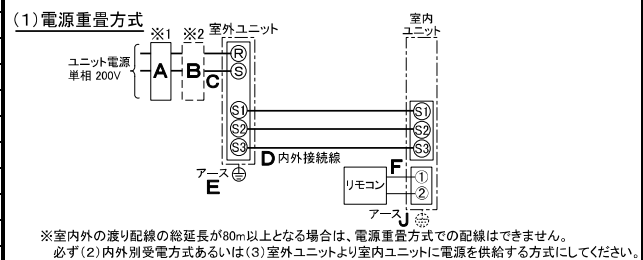 (1)電源重畳方式
※1
※2
室外ユニット
室内
ユニット
ユニット電源
単相 200V
A
B
C
R
S
S1
S2
S3
S1
S2
S3
D 内外接続線
アース
E
リモコン
F
①
②
アース
J
※室内外の渡り配線の総延長が80m以上となる場合は、電源重畳方式での配線はできません。
必ず(2)内外別受電方式あるいは(3)室外ユニットより室内ユニットに電源を供給する方式にしてください。